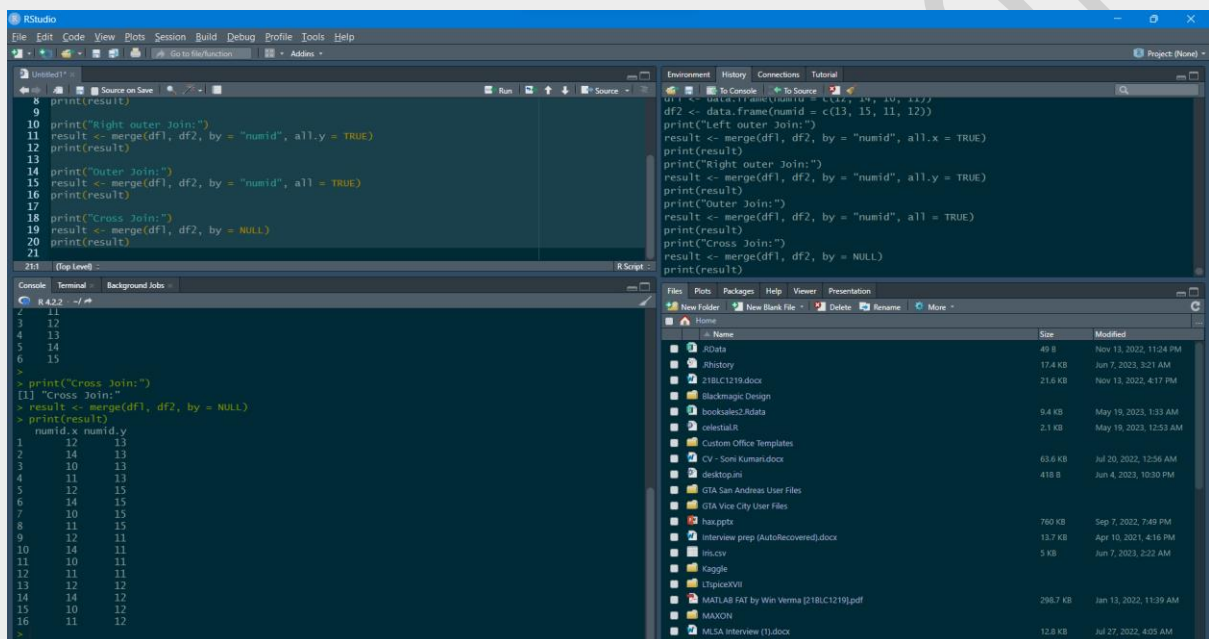 RStudio
File Edit Code View Plots Session Build Debug Profile Tools Help
Go to file/function Addins
Project: (None)
Untitled1*
Source on Save Run Source
8 print(result)
9
10 print("Right outer Join:")
11 result <- merge(df1, df2, by = "numid", all.y = TRUE)
12 print(result)
13
14 print("Outer Join:")
15 result <- merge(df1, df2, by = "numid", all = TRUE)
16 print(result)
17
18 print("Cross Join:")
19 result <- merge(df1, df2, by = NULL)
20 print(result)
21
21:1 (Top Level) R Script
Console Terminal Background Jobs
R 4.2.2 · ~/
2 11
3 12
4 13
5 14
6 15
>
> print("Cross Join:")
[1] "Cross Join:"
> result <- merge(df1, df2, by = NULL)
> print(result)
numid.x numid.y
1 12 13
2 14 13
3 10 13
4 11 13
5 12 15
6 14 15
7 10 15
8 11 15
9 12 11
10 14 11
11 10 11
12 11 11
13 12 12
14 14 12
15 10 12
16 11 12
>
Environment History Connections Tutorial
To Console To Source
df1 <- data.frame(numid = c(12, 14, 10, 11))
df2 <- data.frame(numid = c(13, 15, 11, 12))
print("Left outer Join:")
result <- merge(df1, df2, by = "numid", all.x = TRUE)
print(result)
print("Right outer Join:")
result <- merge(df1, df2, by = "numid", all.y = TRUE)
print(result)
print("Outer Join:")
result <- merge(df1, df2, by = "numid", all = TRUE)
print(result)
print("Cross Join:")
result <- merge(df1, df2, by = NULL)
print(result)
Files Plots Packages Help Viewer Presentation
New Folder New Blank File Delete Rename More
Home
Name Size Modified
.RData 49 B Nov 13, 2022, 11:24 PM
.Rhistory 17.4 KB Jun 7, 2023, 3:21 AM
21BLC1219.docx 21.6 KB Nov 13, 2022, 4:17 PM
Blackmagic Design
booksales2.Rdata 9.4 KB May 19, 2023, 1:33 AM
celestial.R 2.1 KB May 19, 2023, 12:53 AM
Custom Office Templates
CV - Soni Kumari.docx 63.6 KB Jul 20, 2022, 12:56 AM
desktop.ini 418 B Jun 4, 2023, 10:30 PM
GTA San Andreas User Files
GTA Vice City User Files
hax.pptx 760 KB Sep 7, 2022, 7:49 PM
Interview prep (AutoRecovered).docx 13.7 KB Apr 10, 2021, 4:16 PM
iris.csv 5 KB Jun 7, 2023, 2:22 AM
Kaggle
LTspiceXVII
MATLAB FAT by Win Verma [21BLC1219].pdf 298.7 KB Jan 13, 2022, 11:39 AM
MAXON
MLSA Interview (1).docx 12.8 KB Jul 27, 2022, 4:05 AM